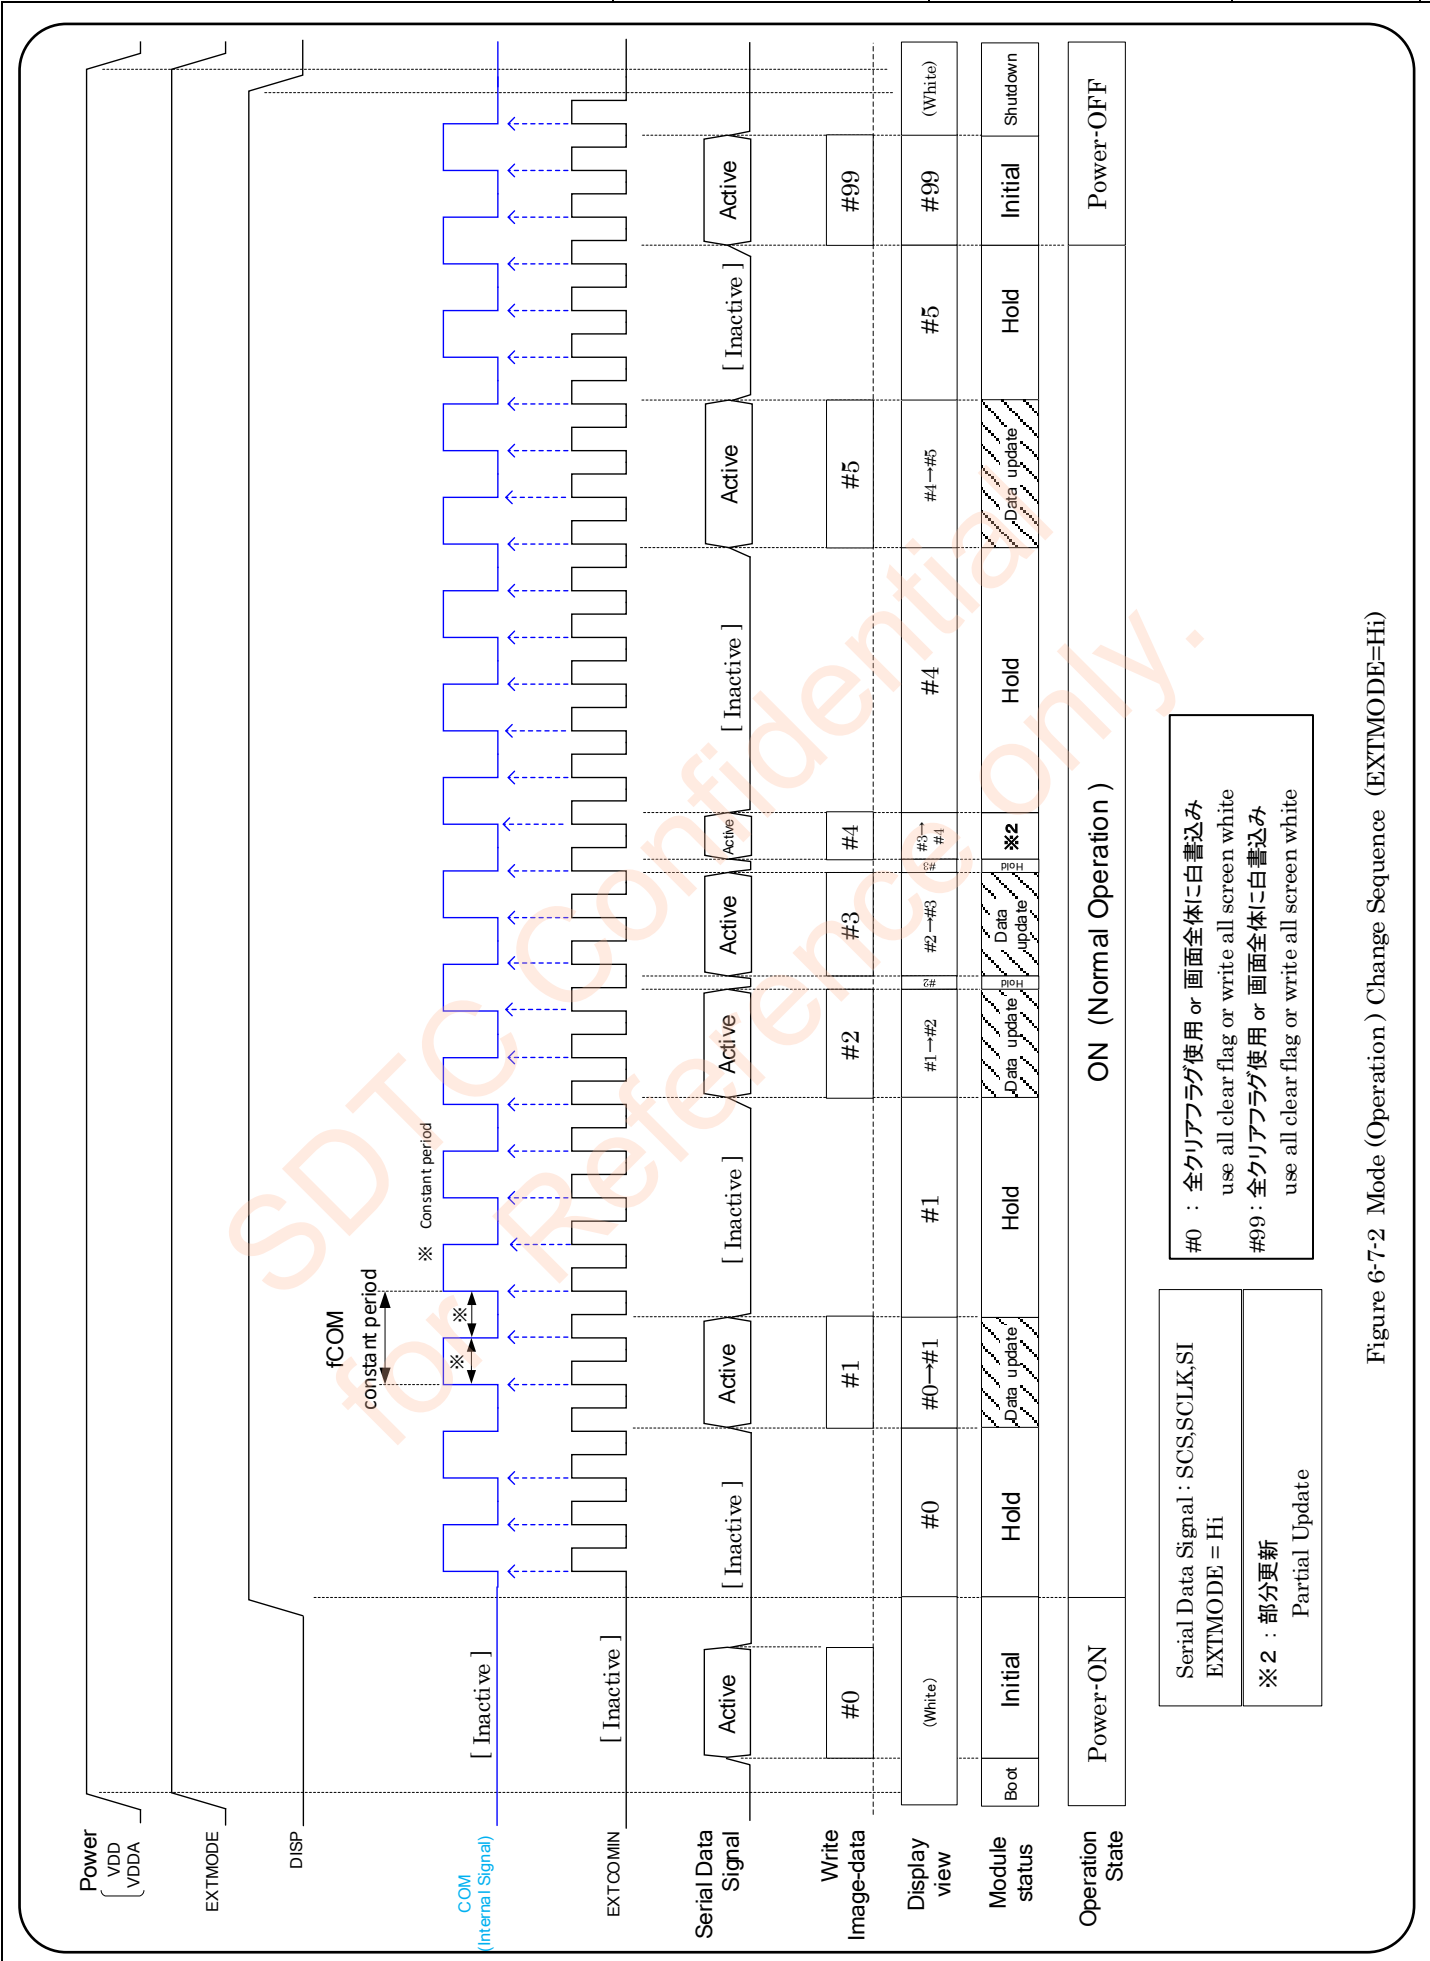 Power
VDD
VDDA
EXTMODE
DISP
fCOM
constant period
※
※
※ Constant period
COM
(Internal Signal)
[ Inactive ]
EXTCOMIN
[ Inactive ]
Serial Data
Signal
Active
[ Inactive ]
Active
[ Inactive ]
Active
Active
Active
[ Inactive ]
Active
[ Inactive ]
Active
Write
Image-data
#0
#1
#2
#3
#4
#5
#99
Display
view
(White)
#0
#0→#1
#1
#1→#2
#2
#2→#3
#3
#3→
#4
#4
#4→#5
#5
#99
(White)
Module
status
Boot
Initial
Hold
Data update
Hold
Data update
Hold
Data
update
Hold
※2
Hold
Data update
Hold
Initial
Shutdown
Operation
State
Power-ON
ON (Normal Operation )
Power-OFF
Serial Data Signal : SCS,SCLK,SI
EXTMODE = Hi
※2 : 部分更新
Partial Update
#0 : 全クリアフラグ使用 or 画面全体に白書込み
use all clear flag or write all screen white
#99 : 全クリアフラグ使用 or 画面全体に白書込み
use all clear flag or write all screen white
Figure 6-7-2 Mode (Operation ) Change Sequence (EXTMODE=Hi)
SDTC Confidential
for Reference only.